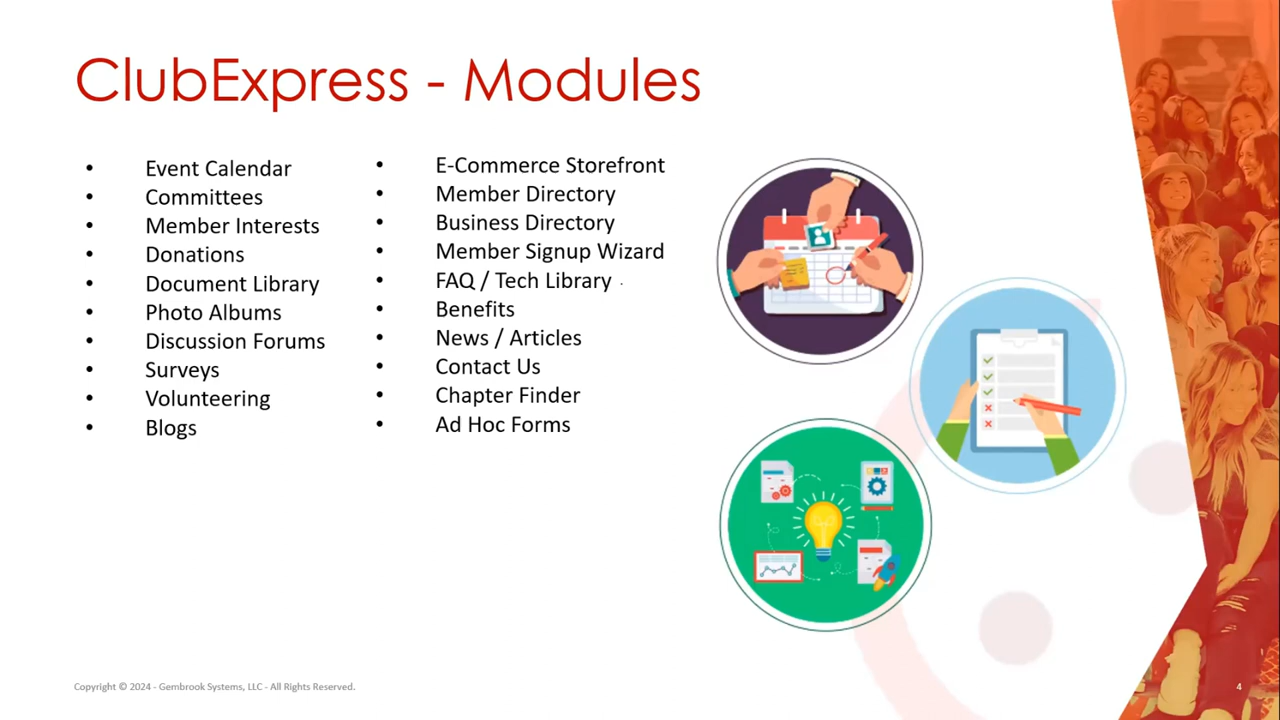 ClubExpress - Modules
• Event Calendar
• Committees
• Member Interests
• Donations
• Document Library
• Photo Albums
• Discussion Forums
• Surveys
• Volunteering
• Blogs
• E-Commerce Storefront
• Member Directory
• Business Directory
• Member Signup Wizard
• FAQ / Tech Library
• Benefits
• News / Articles
• Contact Us
• Chapter Finder
• Ad Hoc Forms
Copyright © 2024 - Gembrook Systems, LLC - All Rights Reserved.
4